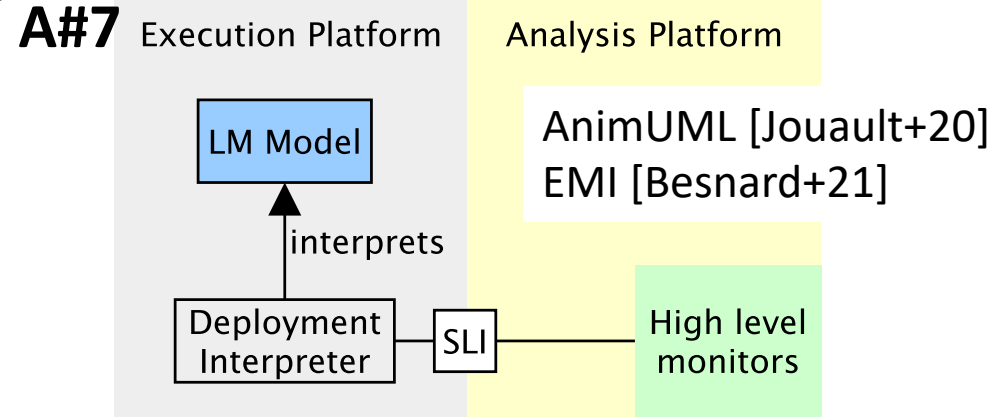 A#7
Execution Platform
Analysis Platform
LM Model
AnimUML [Jouault+20]
EMI [Besnard+21]
interprets
Deployment
Interpreter
SLI
High level
monitors